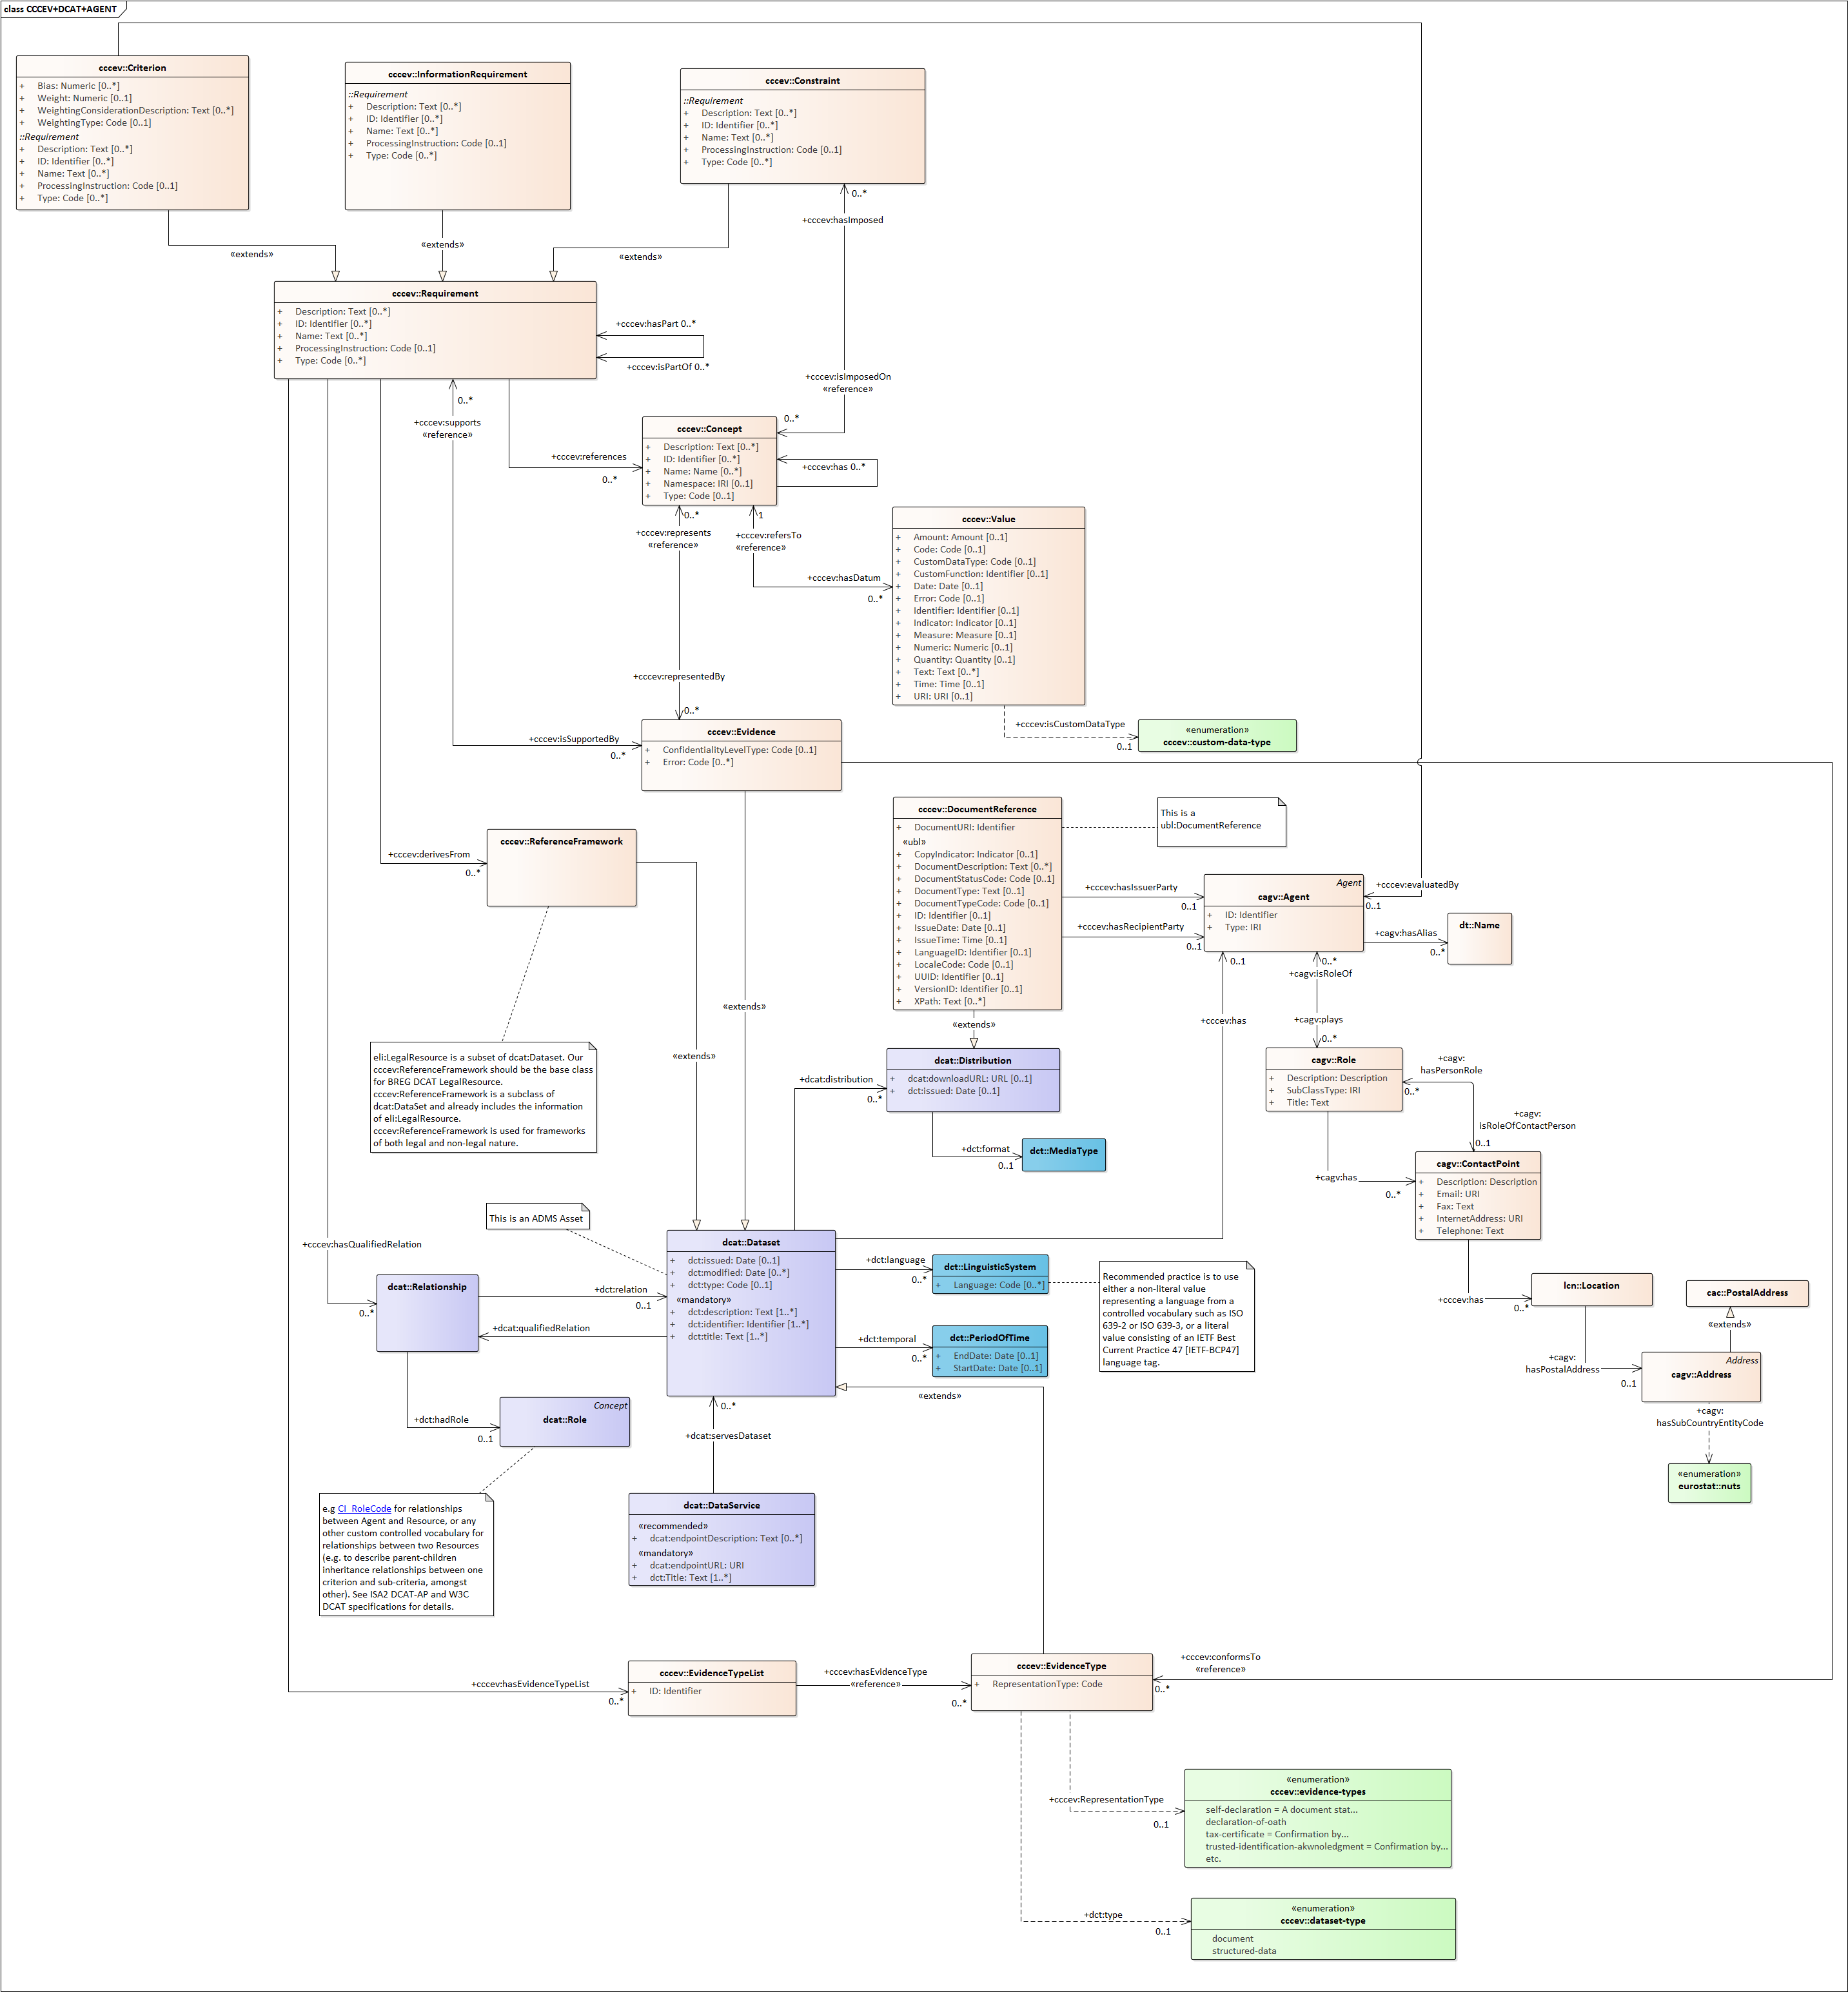 class CCCEV+DCAT+AGENT
cccev::Criterion
+ Bias: Numeric [0..*]
+ Weight: Numeric [0..1]
+ WeightingConsiderationDescription: Text [0..*]
+ WeightingType: Code [0..1]
::Requirement
+ Description: Text [0..*]
+ ID: Identifier [0..*]
+ Name: Text [0..*]
+ ProcessingInstruction: Code [0..1]
+ Type: Code [0..*]
cccev::InformationRequirement
::Requirement
+ Description: Text [0..*]
+ ID: Identifier [0..*]
+ Name: Text [0..*]
+ ProcessingInstruction: Code [0..1]
+ Type: Code [0..*]
cccev::Constraint
::Requirement
+ Description: Text [0..*]
+ ID: Identifier [0..*]
+ Name: Text [0..*]
+ ProcessingInstruction: Code [0..1]
+ Type: Code [0..*]
0..*
+cccev:hasImposed
«extends»
«extends»
«extends»
cccev::Requirement
+ Description: Text [0..*]
+ ID: Identifier [0..*]
+ Name: Text [0..*]
+ ProcessingInstruction: Code [0..1]
+ Type: Code [0..*]
+cccev:hasPart 0..*
+cccev:isPartOf 0..*
+cccev:isImposedOn
«reference»
0..*
0..*
+cccev:supports
«reference»
+cccev:references
0..*
cccev::Concept
+ Description: Text [0..*]
+ ID: Identifier [0..*]
+ Name: Name [0..*]
+ Namespace: IRI [0..1]
+ Type: Code [0..1]
+cccev:has 0..*
0..*
+cccev:represents
«reference»
1
+cccev:refersTo
«reference»
+cccev:hasDatum
0..*
cccev::Value
+ Amount: Amount [0..1]
+ Code: Code [0..1]
+ CustomDataType: Code [0..1]
+ CustomFunction: Identifier [0..1]
+ Date: Date [0..1]
+ Error: Code [0..1]
+ Identifier: Identifier [0..1]
+ Indicator: Indicator [0..1]
+ Measure: Measure [0..1]
+ Numeric: Numeric [0..1]
+ Quantity: Quantity [0..1]
+ Text: Text [0..*]
+ Time: Time [0..1]
+ URI: URI [0..1]
+cccev:representedBy
0..*
+cccev:isCustomDataType
0..1
«enumeration»
cccev::custom-data-type
+cccev:isSupportedBy
0..*
cccev::Evidence
+ ConfidentialityLevelType: Code [0..1]
+ Error: Code [0..*]
cccev::DocumentReference
+ DocumentURI: Identifier
«ubl»
+ CopyIndicator: Indicator [0..1]
+ DocumentDescription: Text [0..*]
+ DocumentStatusCode: Code [0..1]
+ DocumentType: Text [0..1]
+ DocumentTypeCode: Code [0..1]
+ ID: Identifier [0..1]
+ IssueDate: Date [0..1]
+ IssueTime: Time [0..1]
+ LanguageID: Identifier [0..1]
+ LocaleCode: Code [0..1]
+ UUID: Identifier [0..1]
+ VersionID: Identifier [0..1]
+ XPath: Text [0..*]
This is a
ubl:DocumentReference
+cccev:derivesFrom
0..*
cccev::ReferenceFramework
+cccev:hasIssuerParty
0..1
+cccev:hasRecipientParty
0..1
Agent
cagv::Agent
+ ID: Identifier
+ Type: IRI
+cccev:evaluatedBy
0..1
+cagv:hasAlias
0..*
dt::Name
0..1
0..*
+cagv:isRoleOf
+cccev:has
+cagv:plays
0..*
«extends»
«extends»
«extends»
eli:LegalResource is a subset of dcat:Dataset. Our
cccev:ReferenceFramework should be the base class
for BREG DCAT LegalResource.
cccev:ReferenceFramework is a subclass of
dcat:DataSet and already includes the information
of eli:LegalResource.
cccev:ReferenceFramework is used for frameworks
of both legal and non-legal nature.
dcat::Distribution
+ dcat:downloadURL: URL [0..1]
+ dct:issued: Date [0..1]
+dcat:distribution
0..*
+dct:format
0..1
dct::MediaType
cagv::Role
+ Description: Description
+ SubClassType: IRI
+ Title: Text
+cagv:
hasPersonRole
0..*
+cagv:
isRoleOfContactPerson
0..1
+cagv:has
0..*
cagv::ContactPoint
+ Description: Description
+ Email: URI
+ Fax: Text
+ InternetAddress: URI
+ Telephone: Text
This is an ADMS Asset
+cccev:hasQualifiedRelation
0..*
dcat::Relationship
+dct:relation
0..1
+dcat:qualifiedRelation
dcat::Dataset
+ dct:issued: Date [0..1]
+ dct:modified: Date [0..*]
+ dct:type: Code [0..1]
«mandatory»
+ dct:description: Text [1..*]
+ dct:identifier: Identifier [1..*]
+ dct:title: Text [1..*]
+dct:language
0..*
dct::LinguisticSystem
+ Language: Code [0..*]
Recommended practice is to use
either a non-literal value
representing a language from a
controlled vocabulary such as ISO
639-2 or ISO 639-3, or a literal
value consisting of an IETF Best
Current Practice 47 [IETF-BCP47]
language tag.
+dct:temporal
0..*
dct::PeriodOfTime
+ EndDate: Date [0..1]
+ StartDate: Date [0..1]
+cccev:has
0..*
lcn::Location
cac::PostalAddress
«extends»
+cagv:
hasPostalAddress
0..1
Address
cagv::Address
+cagv:
hasSubCountryEntityCode
«enumeration»
eurostat::nuts
«extends»
+dct:hadRole
0..1
Concept
dcat::Role
0..*
+dcat:servesDataset
e.g CI_RoleCode for relationships
between Agent and Resource, or any
other custom controlled vocabulary for
relationships between two Resources
(e.g. to describe parent-children
inheritance relationships between one
criterion and sub-criteria, amongst
other). See ISA2 DCAT-AP and W3C
DCAT specifications for details.
dcat::DataService
«recommended»
+ dcat:endpointDescription: Text [0..*]
«mandatory»
+ dcat:endpointURL: URI
+ dct:Title: Text [1..*]
+cccev:hasEvidenceTypeList
0..*
cccev::EvidenceTypeList
+ ID: Identifier
+cccev:hasEvidenceType
«reference»
0..*
cccev::EvidenceType
+ RepresentationType: Code
+cccev:conformsTo
«reference»
0..*
+cccev:RepresentationType
0..1
«enumeration»
cccev::evidence-types
self-declaration = A document stat...
declaration-of-oath
tax-certificate = Confirmation by...
trusted-identification-akwnoledgment = Confirmation by...
etc.
+dct:type
0..1
«enumeration»
cccev::dataset-type
document
structured-data